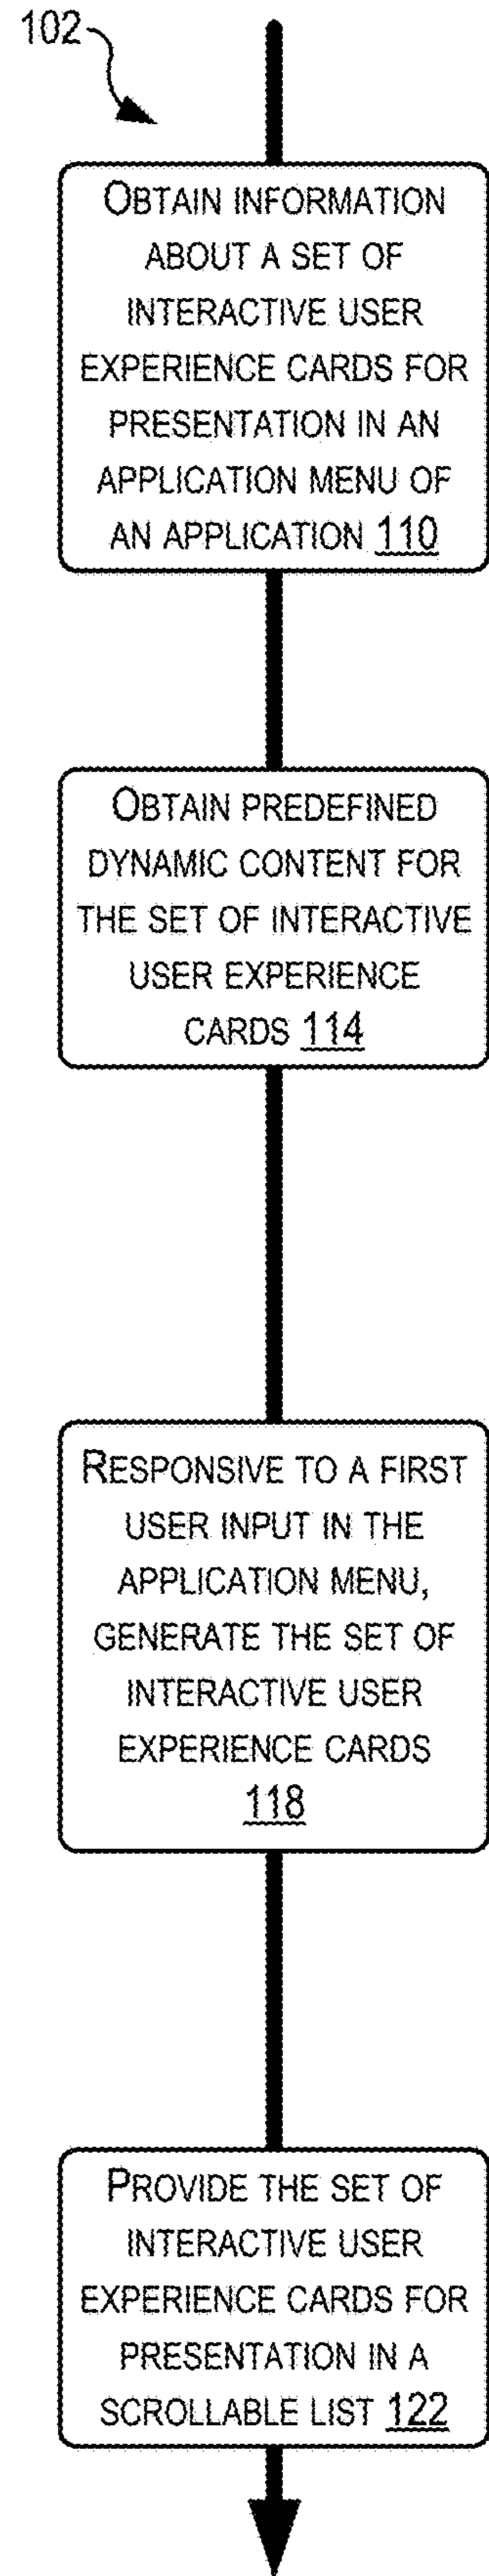 102
OBTAIN INFORMATION
ABOUT A SET OF
INTERACTIVE USER
EXPERIENCE CARDS FOR
PRESENTATION IN AN
APPLICATION MENU OF
AN APPLICATION 110
OBTAIN PREDEFINED
DYNAMIC CONTENT FOR
THE SET OF INTERACTIVE
USER EXPERIENCE
CARDS 114
RESPONSIVE TO A FIRST
USER INPUT IN THE
APPLICATION MENU,
GENERATE THE SET OF
INTERACTIVE USER
EXPERIENCE CARDS
118
PROVIDE THE SET OF
INTERACTIVE USER
EXPERIENCE CARDS FOR
PRESENTATION IN A
SCROLLABLE LIST 122